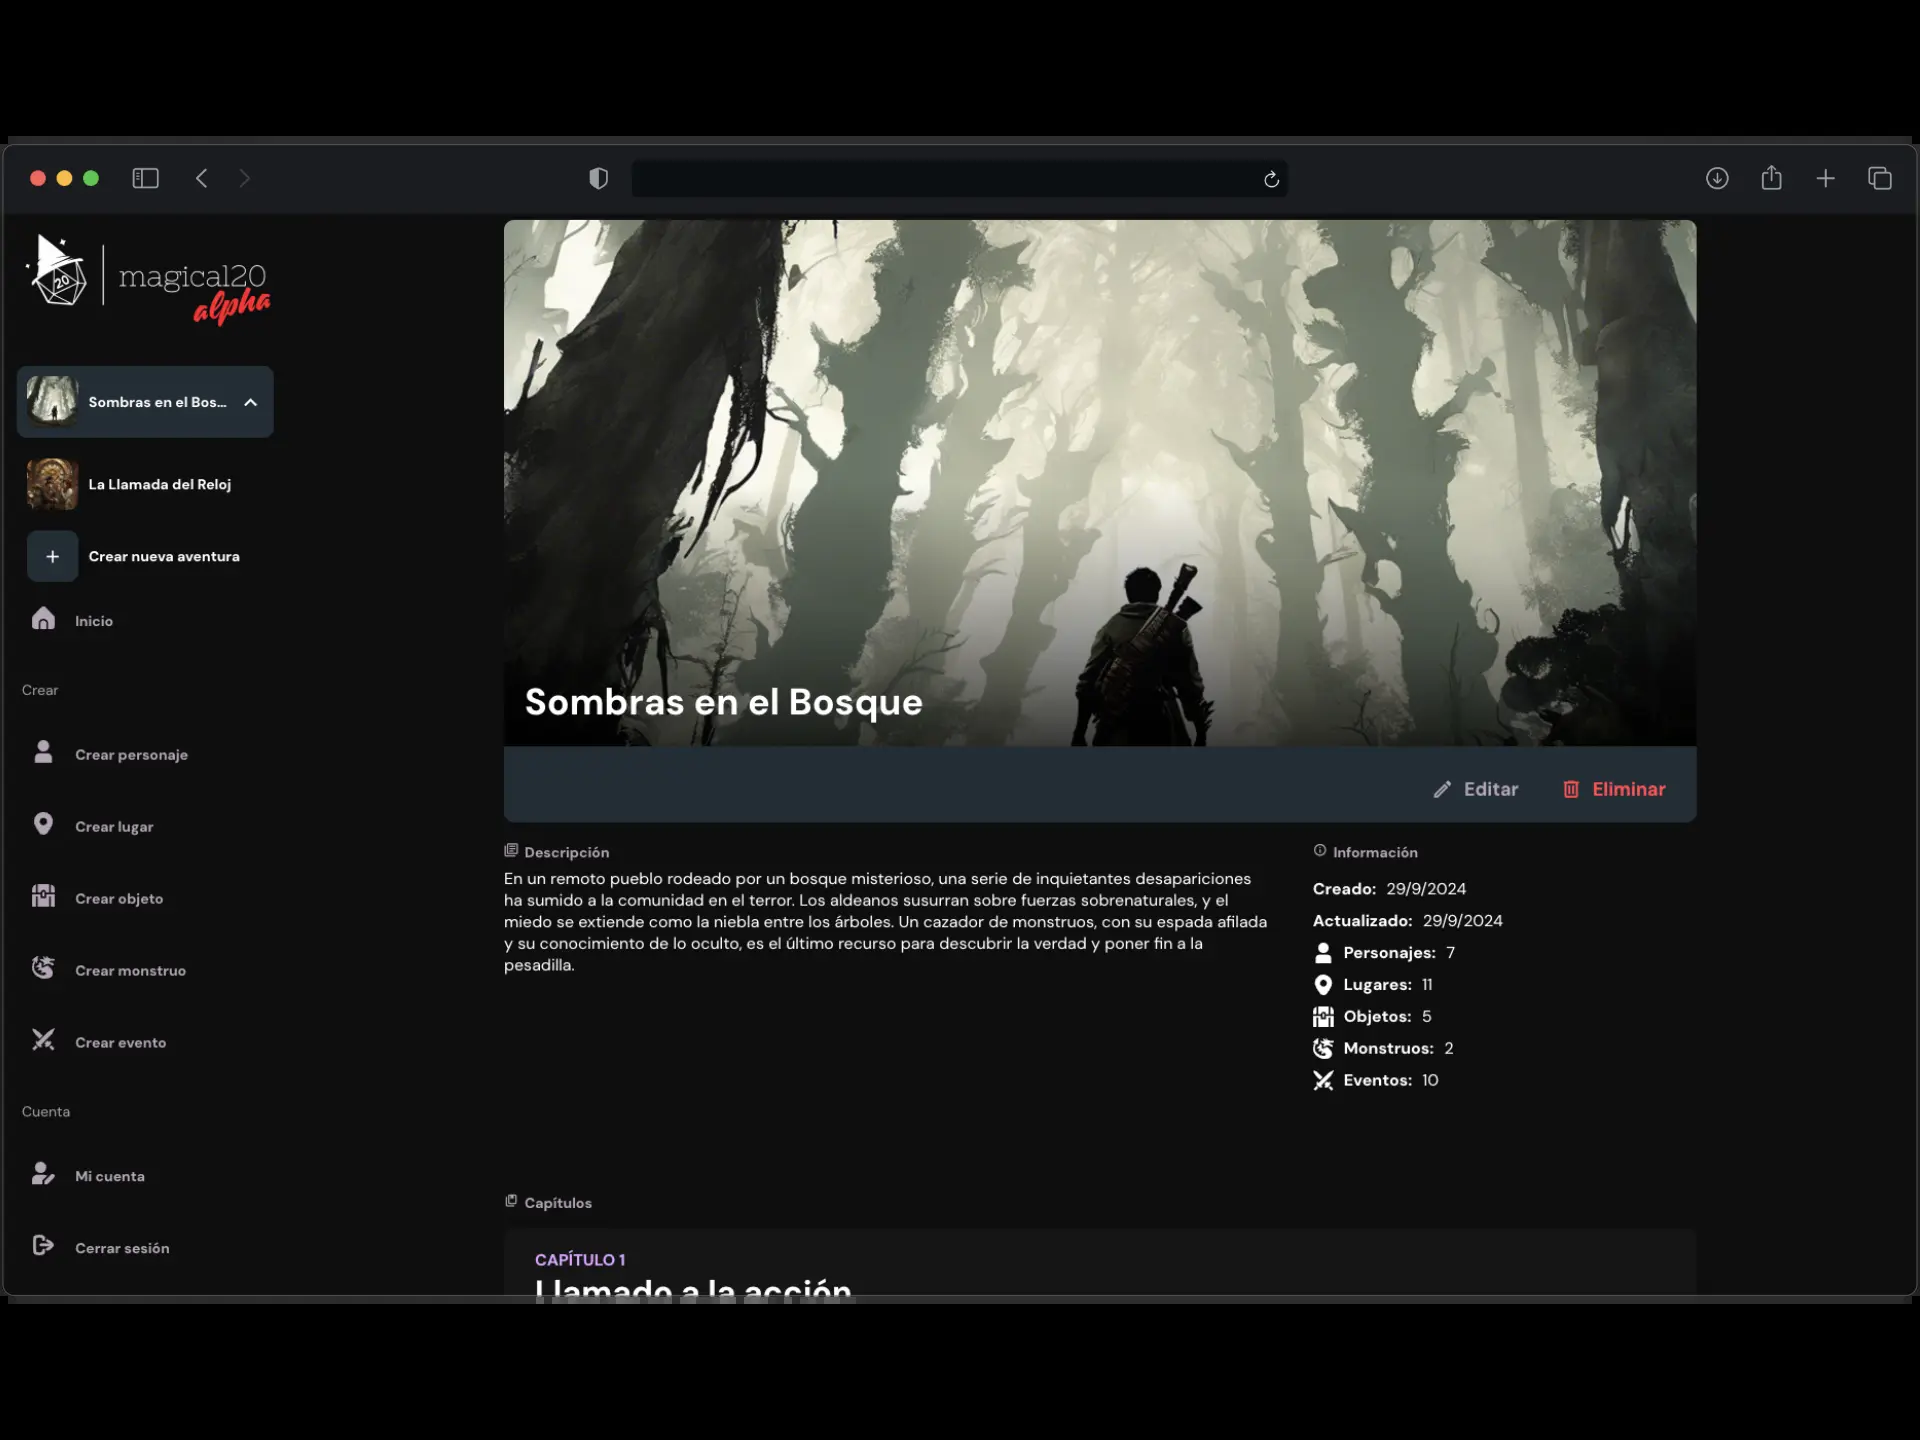 20
magical20
alpha
Sombras en el Bos...
La Llamada del Reloj
+ Crear nueva aventura
Inicio
Crear
Crear personaje
Crear lugar
Crear objeto
Crear monstruo
Crear evento
Cuenta
Mi cuenta
Cerrar sesión
Sombras en el Bosque
Editar
Eliminar
Descripción
En un remoto pueblo rodeado por un bosque misterioso, una serie de inquietantes desapariciones
ha sumido a la comunidad en el terror. Los aldeanos susurran sobre fuerzas sobrenaturales, y el
miedo se extiende como la niebla entre los árboles. Un cazador de monstruos, con su espada afilada
y su conocimiento de lo oculto, es el último recurso para descubrir la verdad y poner fin a la
pesadilla.
Información
Creado: 29/9/2024
Actualizado: 29/9/2024
Personajes: 7
Lugares: 11
Objetos: 5
Monstruos: 2
Eventos: 10
Capítulos
CAPÍTULO 1
Llamado a la acción